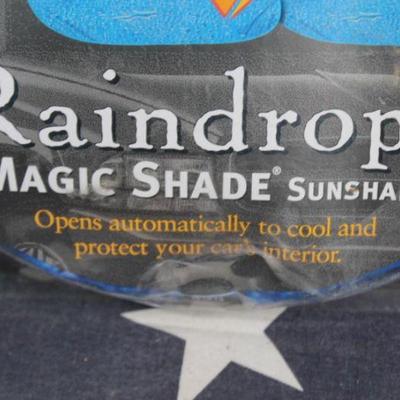 Raindrop
MAGIC SHADE® SUNSHA
Opens automatically to cool and
protect your car's interior.